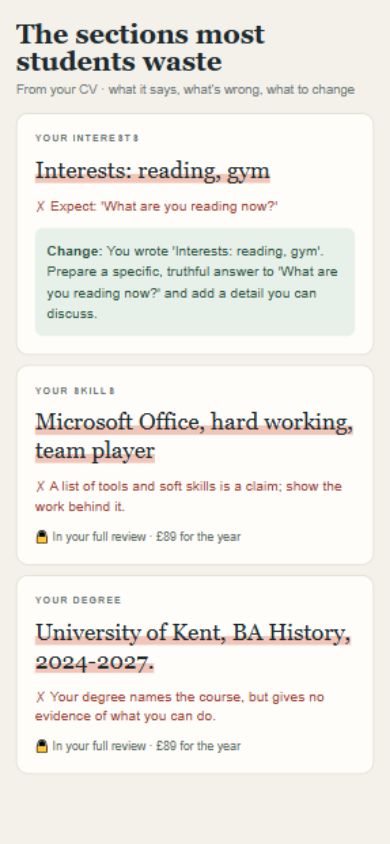 The sections most
students waste
From your CV · what it says, what's wrong, what to change
YOUR INTERESTS
Interests: reading, gym
✗ Expect: 'What are you reading now?'
Change: You wrote 'Interests: reading, gym'.
Prepare a specific, truthful answer to 'What are
you reading now?' and add a detail you can
discuss.
YOUR SKILLS
Microsoft Office, hard working,
team player
✗ A list of tools and soft skills is a claim; show the
work behind it.
🔒 In your full review · £89 for the year
YOUR DEGREE
University of Kent, BA History,
2024-2027.
✗ Your degree names the course, but gives no
evidence of what you can do.
🔒 In your full review · £89 for the year